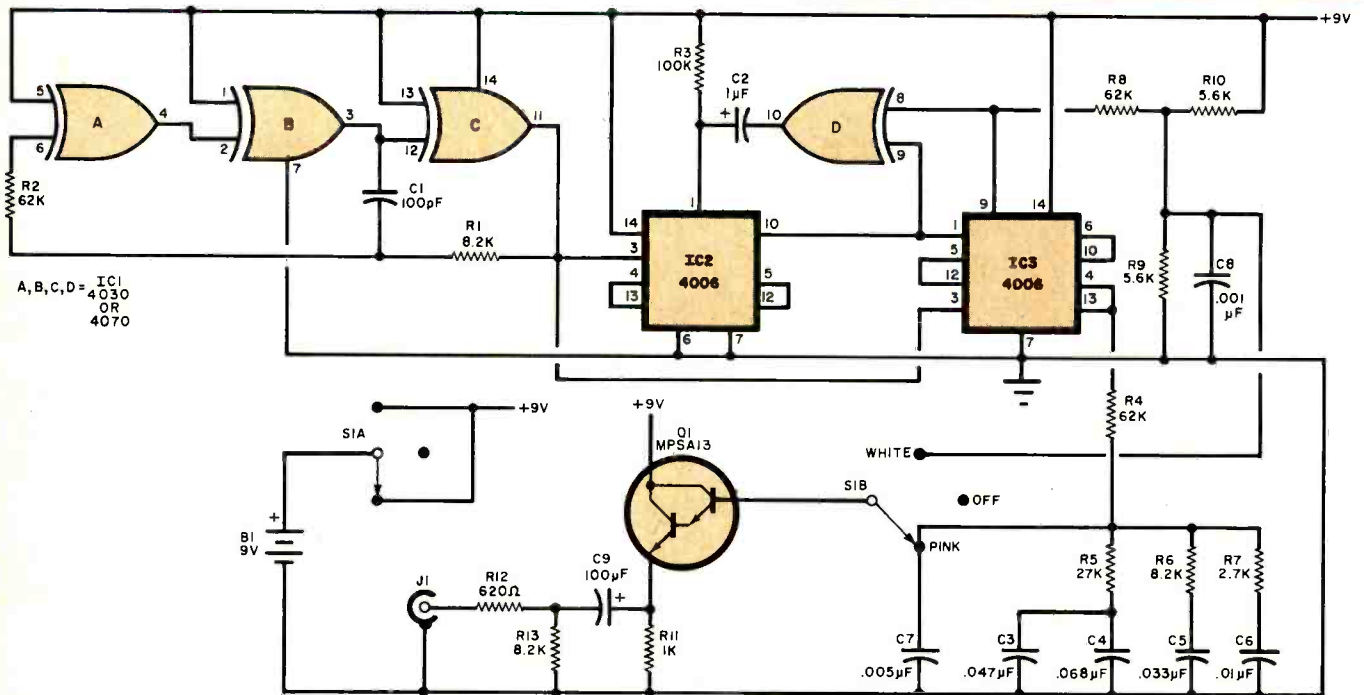 +9V
R3
100K
C2
1µF
+
R8
62K
R10
5.6K
5
6
A
4
1
2
B
3
7
13
12
C
14
11
10
D
8
9
R2
62K
C1
100pF
R1
8.2K
A,B,C,D= IC1
4030
OR
4070
1
14
3
4
13
IC2
4006
10
5
12
6
7
9
14
1
5
12
3
IC3
4006
6
10
4
13
7
R9
5.6K
C8
.001
µF
R4
62K
S1A
+9V
+
B1
9V
+9V
Q1
MPSA13
WHITE
S1B
OFF
PINK
J1
R12
620Ω
C9
100µF
+
R13
8.2K
R11
1K
R5
27K
R6
8.2K
R7
2.7K
C7
.005µF
C3
.047µF
C4
.068µF
C5
.033µF
C6
.01µF